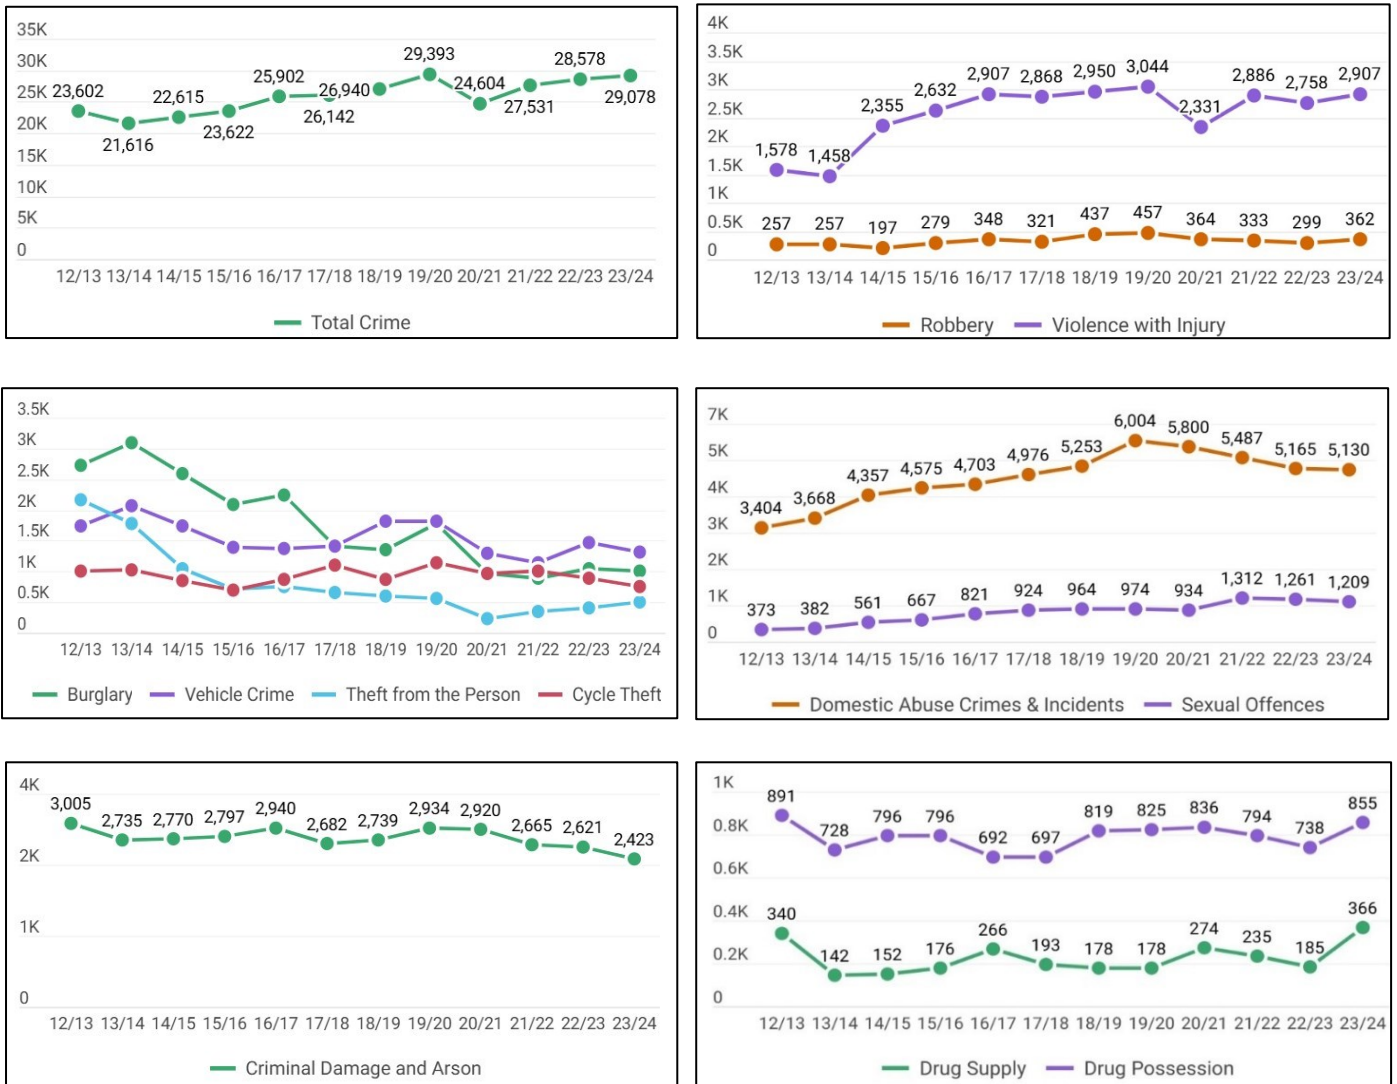 35K
30K
25K
20K
15K
10K
5K
0
23,602
21,616
22,615
23,622
25,902
26,142
26,940
29,393
24,604
27,531
28,578
29,078
12/13 13/14 14/15 15/16 16/17 17/18 18/19 19/20 20/21 21/22 22/23 23/24
Total Crime
4K
3.5K
3K
2.5K
2K
1.5K
1K
0.5K
0
1,578 1,458 2,355 2,632 2,907 2,868 2,950 3,044 2,331 2,886 2,758 2,907
257 257 197 279 348 321 437 457 364 333 299 362
12/13 13/14 14/15 15/16 16/17 17/18 18/19 19/20 20/21 21/22 22/23 23/24
Robbery Violence with Injury
3.5K
3K
2.5K
2K
1.5K
1K
0.5K
0
12/13 13/14 14/15 15/16 16/17 17/18 18/19 19/20 20/21 21/22 22/23 23/24
Burglary Vehicle Crime Theft from the Person Cycle Theft
7K
5K
4K
3K
2K
1K
0
3,404 3,668 4,357 4,575 4,703 4,976 5,253 6,004 5,800 5,487 5,165 5,130
373 382 561 667 821 924 964 974 934 1,312 1,261 1,209
12/13 13/14 14/15 15/16 16/17 17/18 18/19 19/20 20/21 21/22 22/23 23/24
Domestic Abuse Crimes & Incidents Sexual Offences
4K
2K
1K
0
3,005 2,735 2,770 2,797 2,940 2,682 2,739 2,934 2,920 2,665 2,621 2,423
12/13 13/14 14/15 15/16 16/17 17/18 18/19 19/20 20/21 21/22 22/23 23/24
Criminal Damage and Arson
1K
0.8K
0.6K
0.4K
0.2K
0
891 728 796 796 692 697 819 825 836 794 738 855
340 142 152 176 266 193 178 178 274 235 185 366
12/13 13/14 14/15 15/16 16/17 17/18 18/19 19/20 20/21 21/22 22/23 23/24
Drug Supply Drug Possession